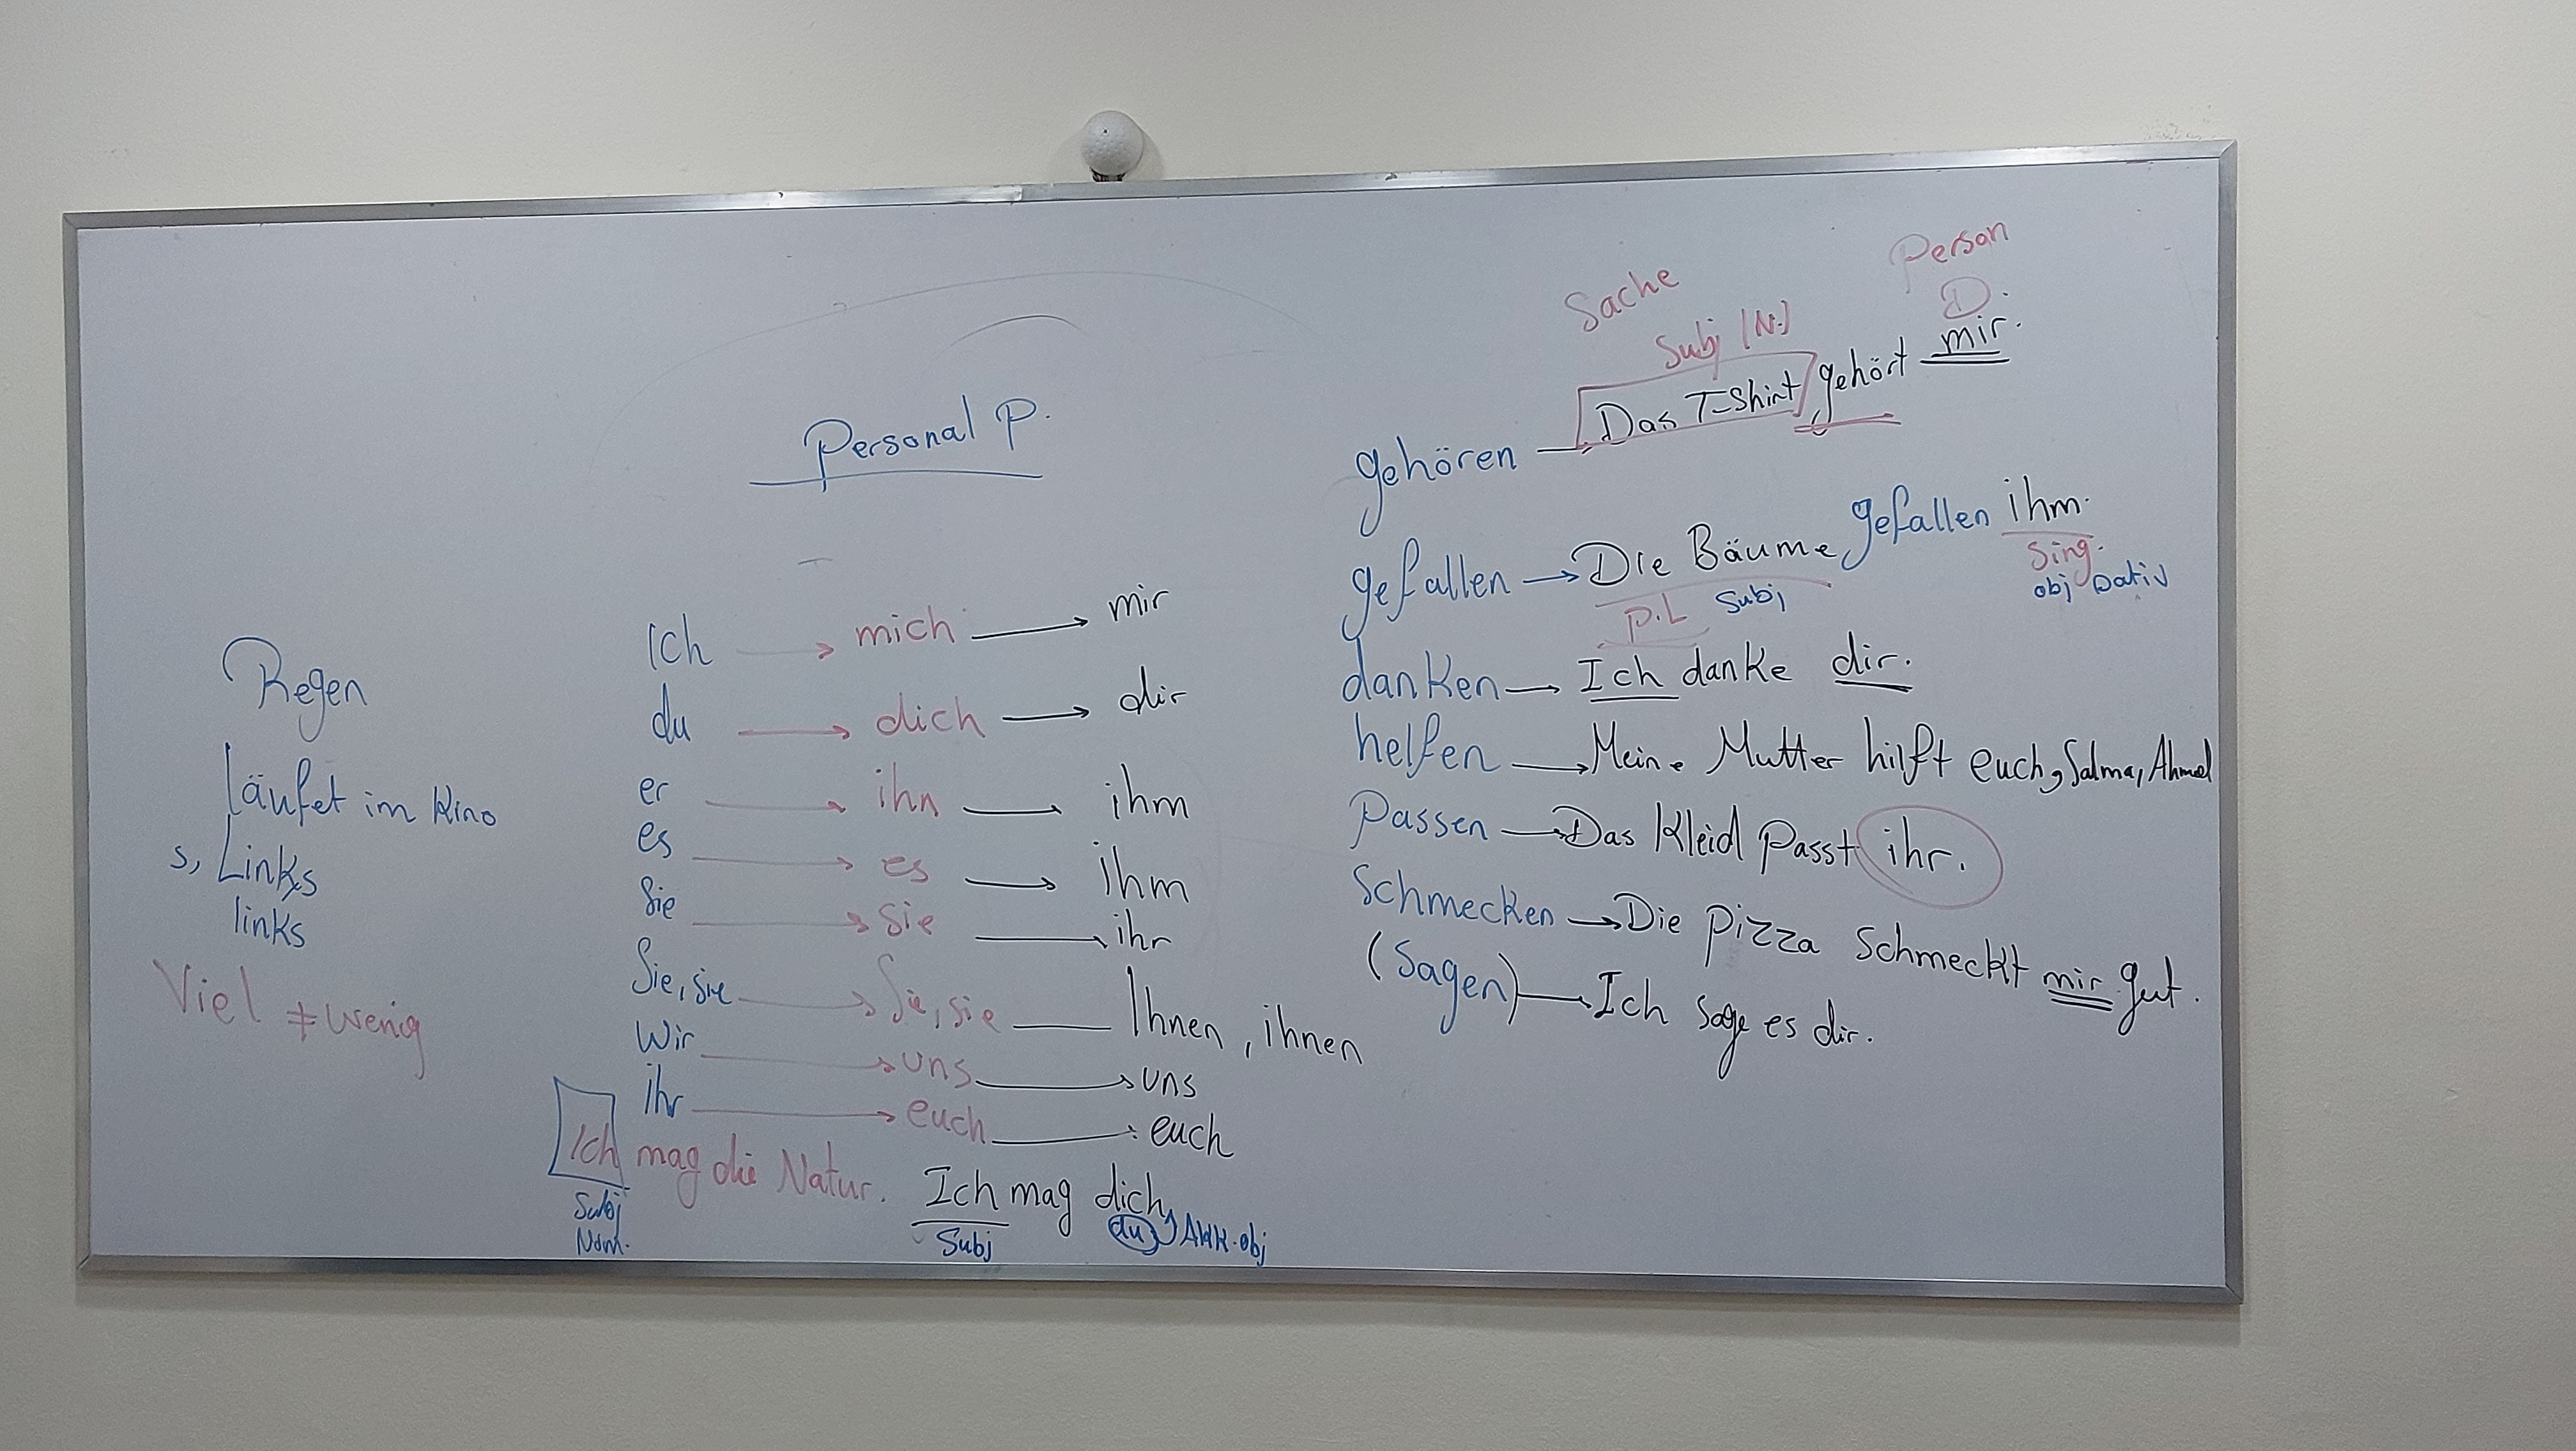 Regen
läufet im Kino
s, Links
links
Viel ≠ wenig
Personal P.
Ich → mich → mir
du → dich → dir
er → ihn → ihm
es → es → ihm
Sie → Sie → ihr
Sie, sie → Sie, sie — Ihnen, ihnen
Wir → uns → uns
ihr → euch → euch
Ich mag die Natur.
Subj
Nom.
Ich mag dich
Subj
du Akk. obj
Sache
Person
Subj (N.)
D.
gehören → Das T-Shirt gehört mir.
gefallen → Die Bäume gefallen ihm.
P.L Subj
Sing.
obj Dativ
danken → Ich danke dir.
helfen → Meine Mutter hilft euch, Salma, Ahmed
Passen → Das Kleid Passt ihr.
Schmecken → Die Pizza Schmeckt mir gut.
(Sagen) → Ich Sage es dir.